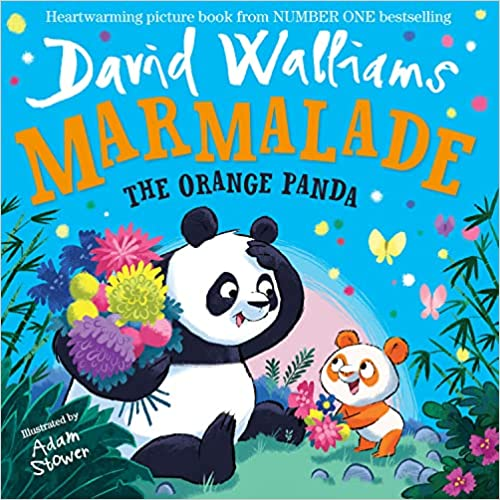 Heartwarming picture book from NUMBER ONE bestselling
David Walliams
MARMALADE
THE ORANGE PANDA
Illustrated by
Adam
Stower